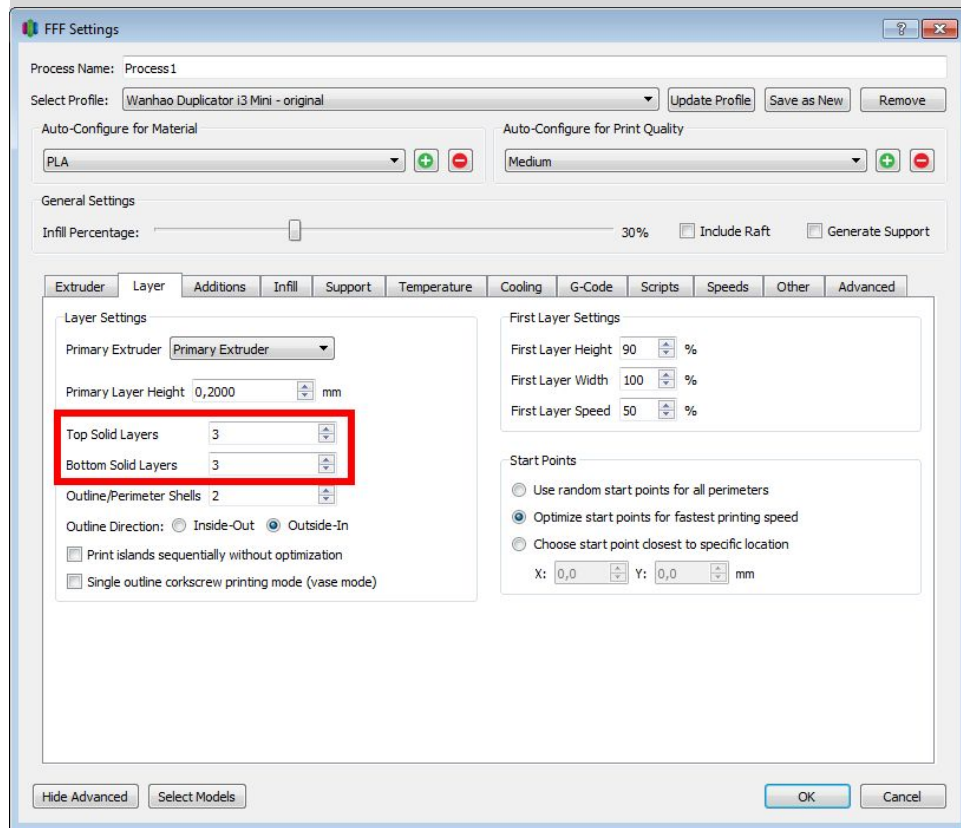 FFF Settings
Process Name: Process1
Select Profile: Wanhao Duplicator i3 Mini - original Update Profile Save as New Remove
Auto-Configure for Material Auto-Configure for Print Quality
PLA Medium
General Settings
Infill Percentage: 30% Include Raft Generate Support
Extruder Layer Additions Infill Support Temperature Cooling G-Code Scripts Speeds Other Advanced
Layer Settings
Primary Extruder Primary Extruder
Primary Layer Height 0,2000 mm
Top Solid Layers 3
Bottom Solid Layers 3
Outline/Perimeter Shells 2
Outline Direction: Inside-Out Outside-In
Print islands sequentially without optimization
Single outline corkscrew printing mode (vase mode)
First Layer Settings
First Layer Height 90 %
First Layer Width 100 %
First Layer Speed 50 %
Start Points
Use random start points for all perimeters
Optimize start points for fastest printing speed
Choose start point closest to specific location
X: 0,0 Y: 0,0 mm
Hide Advanced Select Models OK Cancel